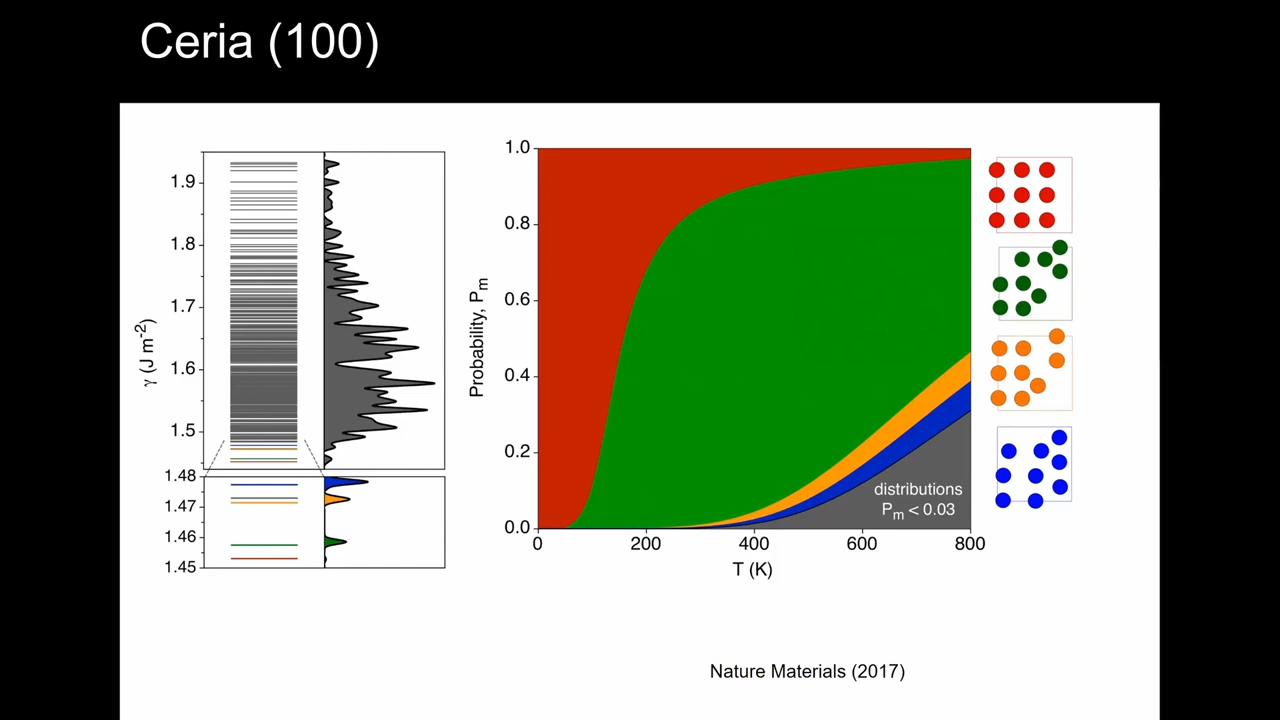 Ceria (100)
1.9
1.8
1.7
1.6
1.5
1.48
1.47
1.46
1.45
γ (J m-2)
1.0
0.8
0.6
0.4
0.2
0.0
Probability, Pm
distributions
Pm < 0.03
0 200 400 600 800
T (K)
Nature Materials (2017)